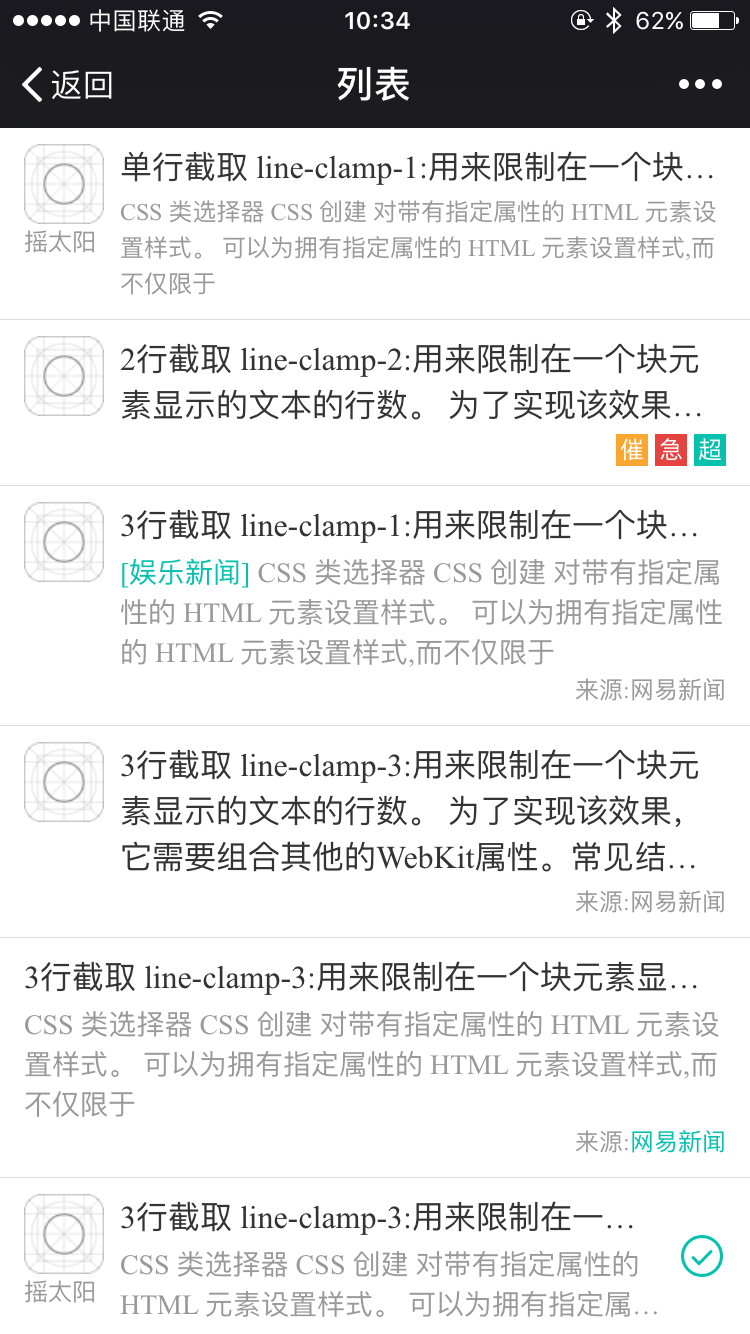 中国联通 10:34 62%
返回 列表
单行截取 line-clamp-1:用来限制在一个块…
CSS 类选择器 CSS 创建 对带有指定属性的 HTML 元素设
摇太阳
置样式。 可以为拥有指定属性的 HTML 元素设置样式,而
不仅限于
2行截取 line-clamp-2:用来限制在一个块元
素显示的文本的行数。 为了实现该效果…
催 急 超
3行截取 line-clamp-1:用来限制在一个块…
[娱乐新闻] CSS 类选择器 CSS 创建 对带有指定属
性的 HTML 元素设置样式。 可以为拥有指定属性
的 HTML 元素设置样式,而不仅限于
来源:网易新闻
3行截取 line-clamp-3:用来限制在一个块元
素显示的文本的行数。 为了实现该效果，
它需要组合其他的WebKit属性。常见结…
来源:网易新闻
3行截取 line-clamp-3:用来限制在一个块元素显…
CSS 类选择器 CSS 创建 对带有指定属性的 HTML 元素设
置样式。 可以为拥有指定属性的 HTML 元素设置样式,而
不仅限于
来源:网易新闻
3行截取 line-clamp-3:用来限制在一…
CSS 类选择器 CSS 创建 对带有指定属性的
摇太阳
HTML 元素设置样式。 可以为拥有指定属…